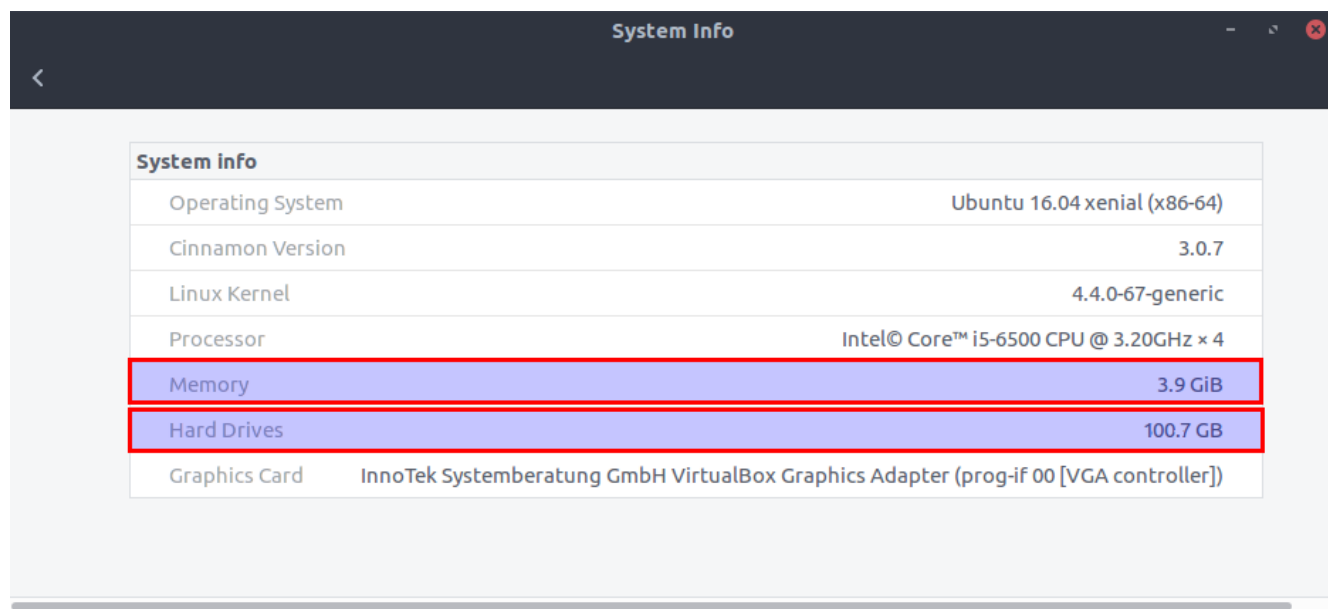 System Info
System info
Operating System Ubuntu 16.04 xenial (x86-64)
Cinnamon Version 3.0.7
Linux Kernel 4.4.0-67-generic
Processor Intel© Core™ i5-6500 CPU @ 3.20GHz × 4
Memory 3.9 GiB
Hard Drives 100.7 GB
Graphics Card InnoTek Systemberatung GmbH VirtualBox Graphics Adapter (prog-if 00 [VGA controller])